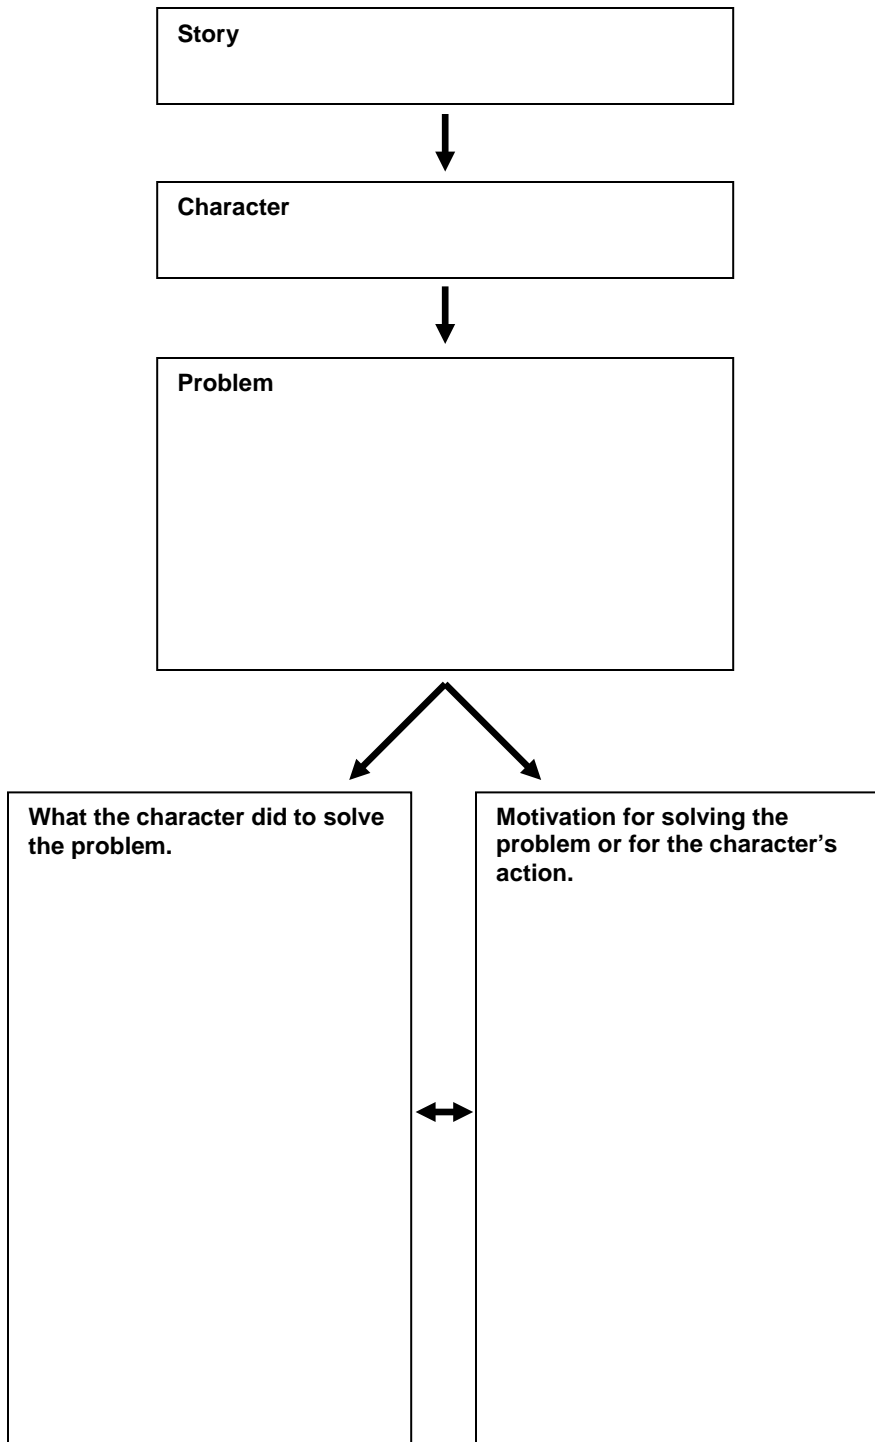 Story
Character
Problem
What the character did to solve
the problem.
Motivation for solving the
problem or for the character’s
action.